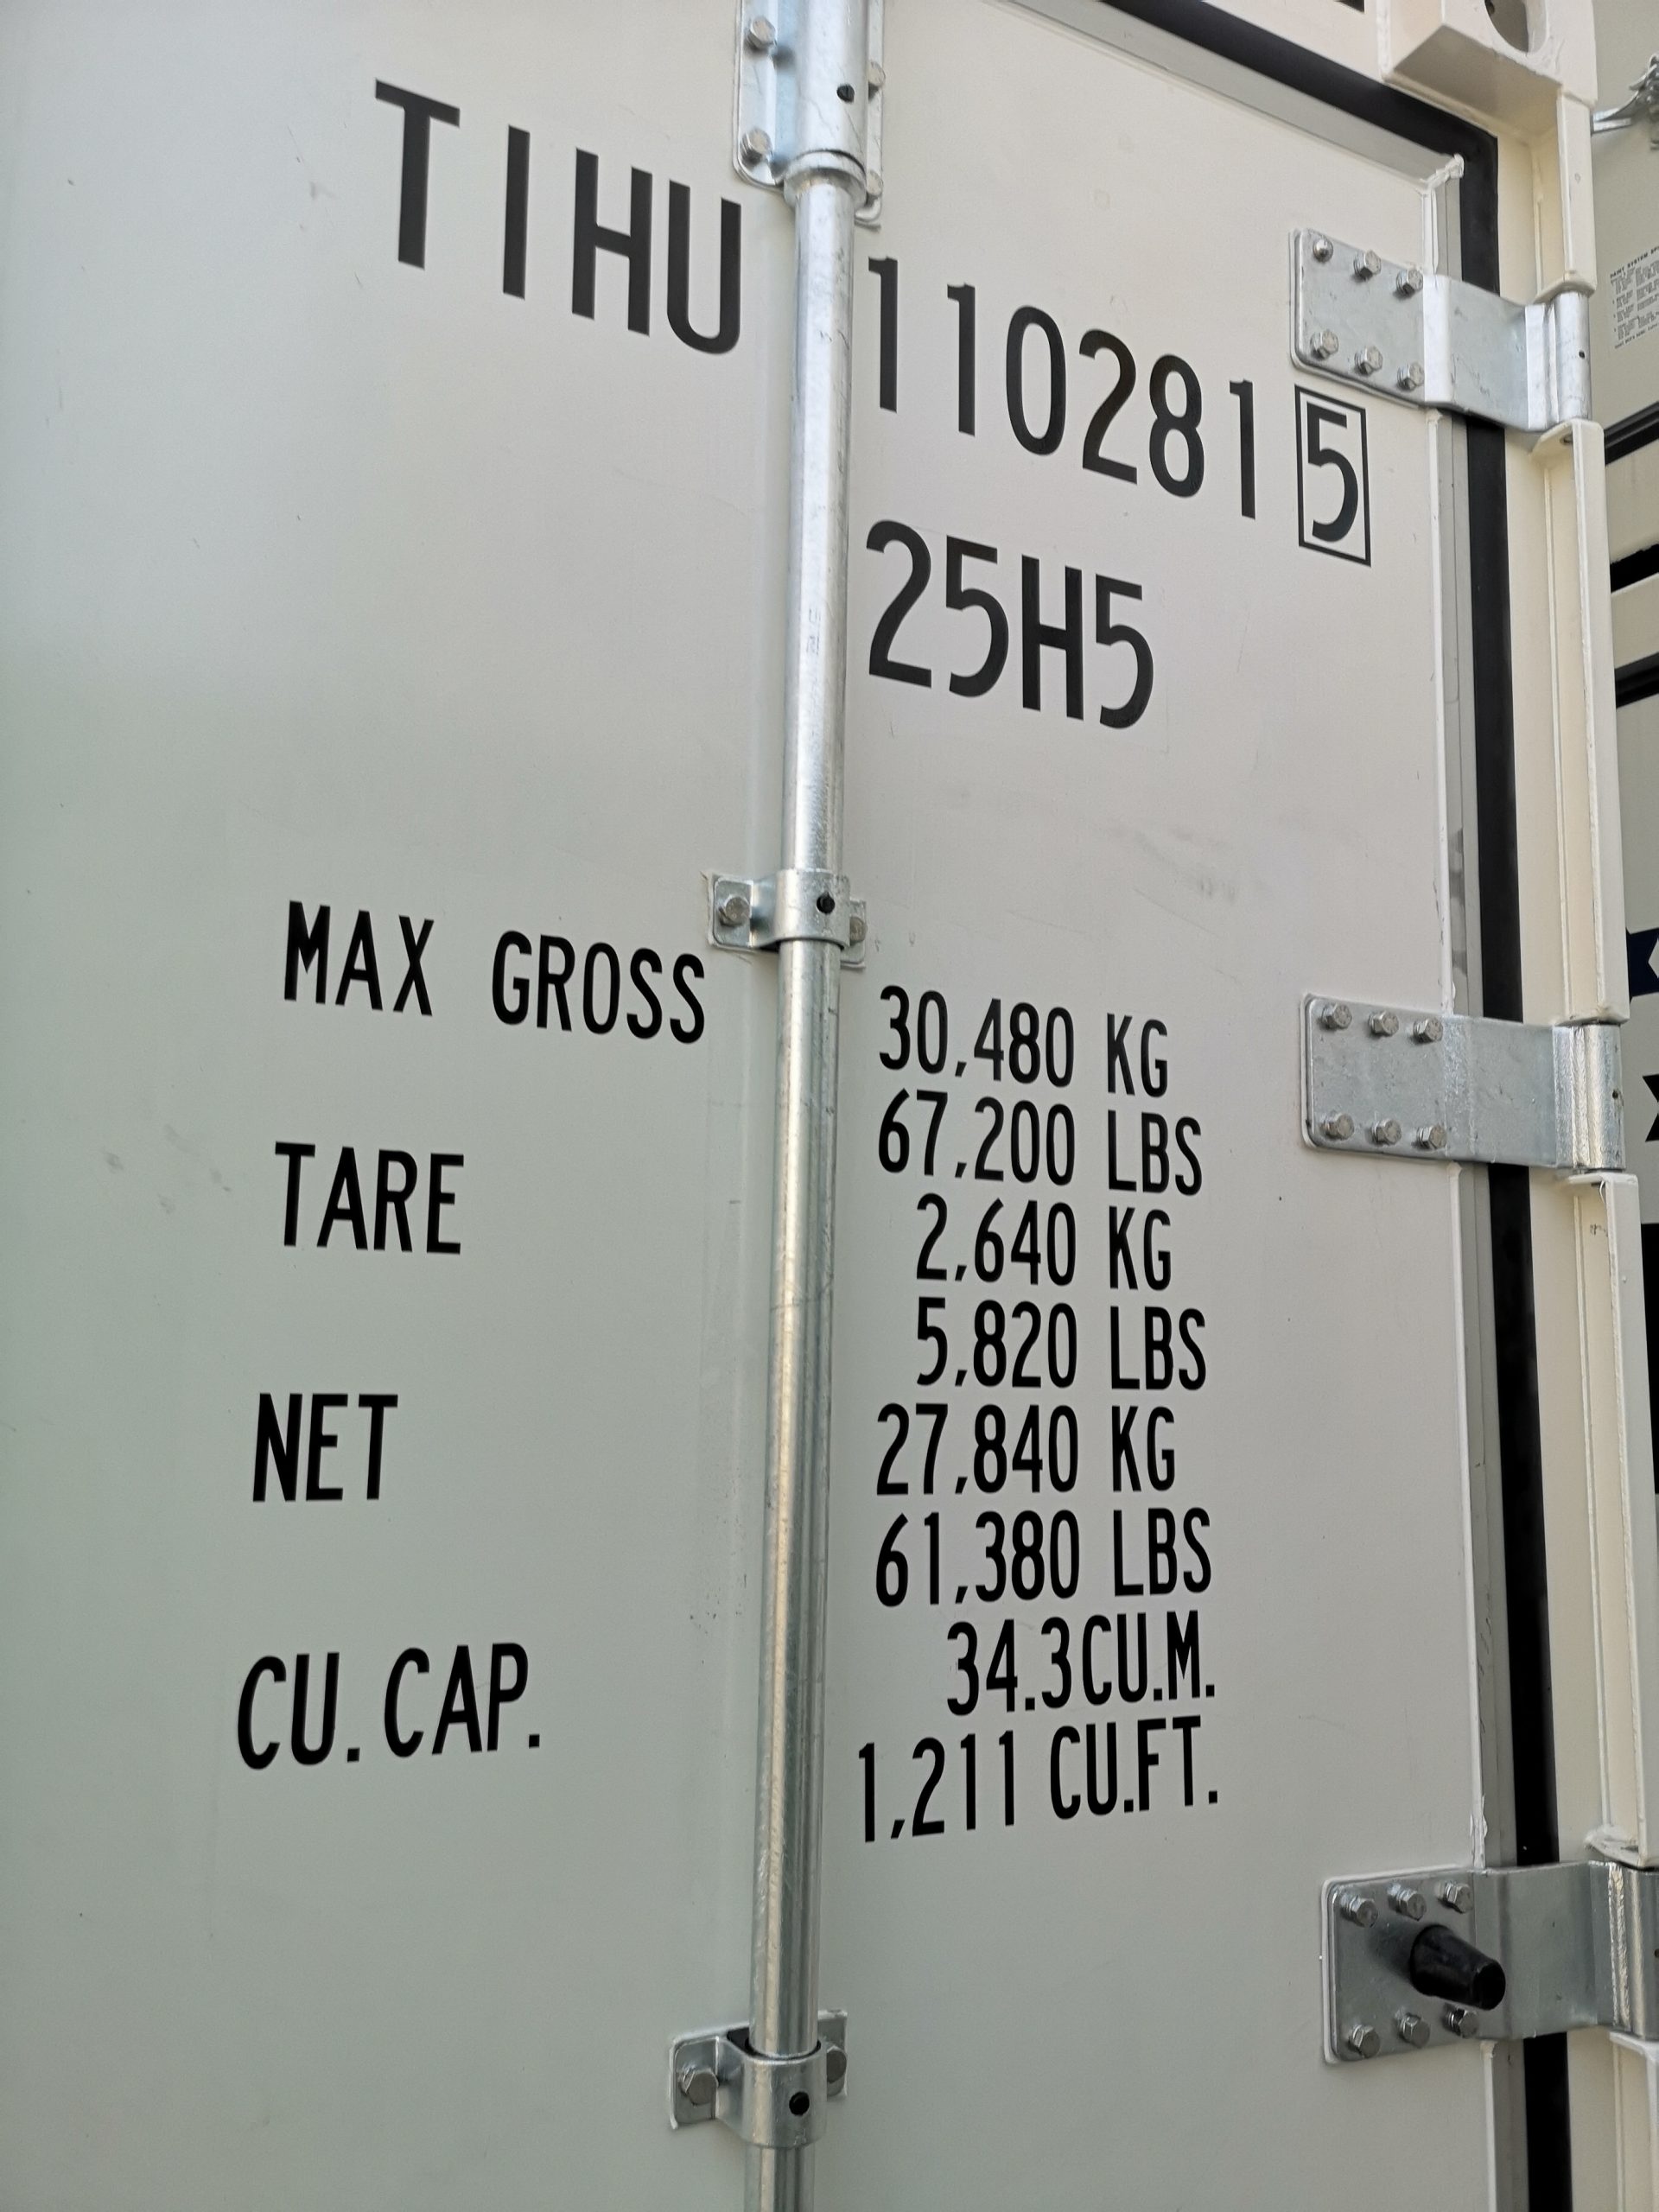 TIHU 110281 5
25H5
MAX GROSS 30,480 KG
67,200 LBS
TARE 2,640 KG
5,820 LBS
NET 27,840 KG
61,380 LBS
CU.CAP. 34.3CU.M.
1,211 CU.FT.